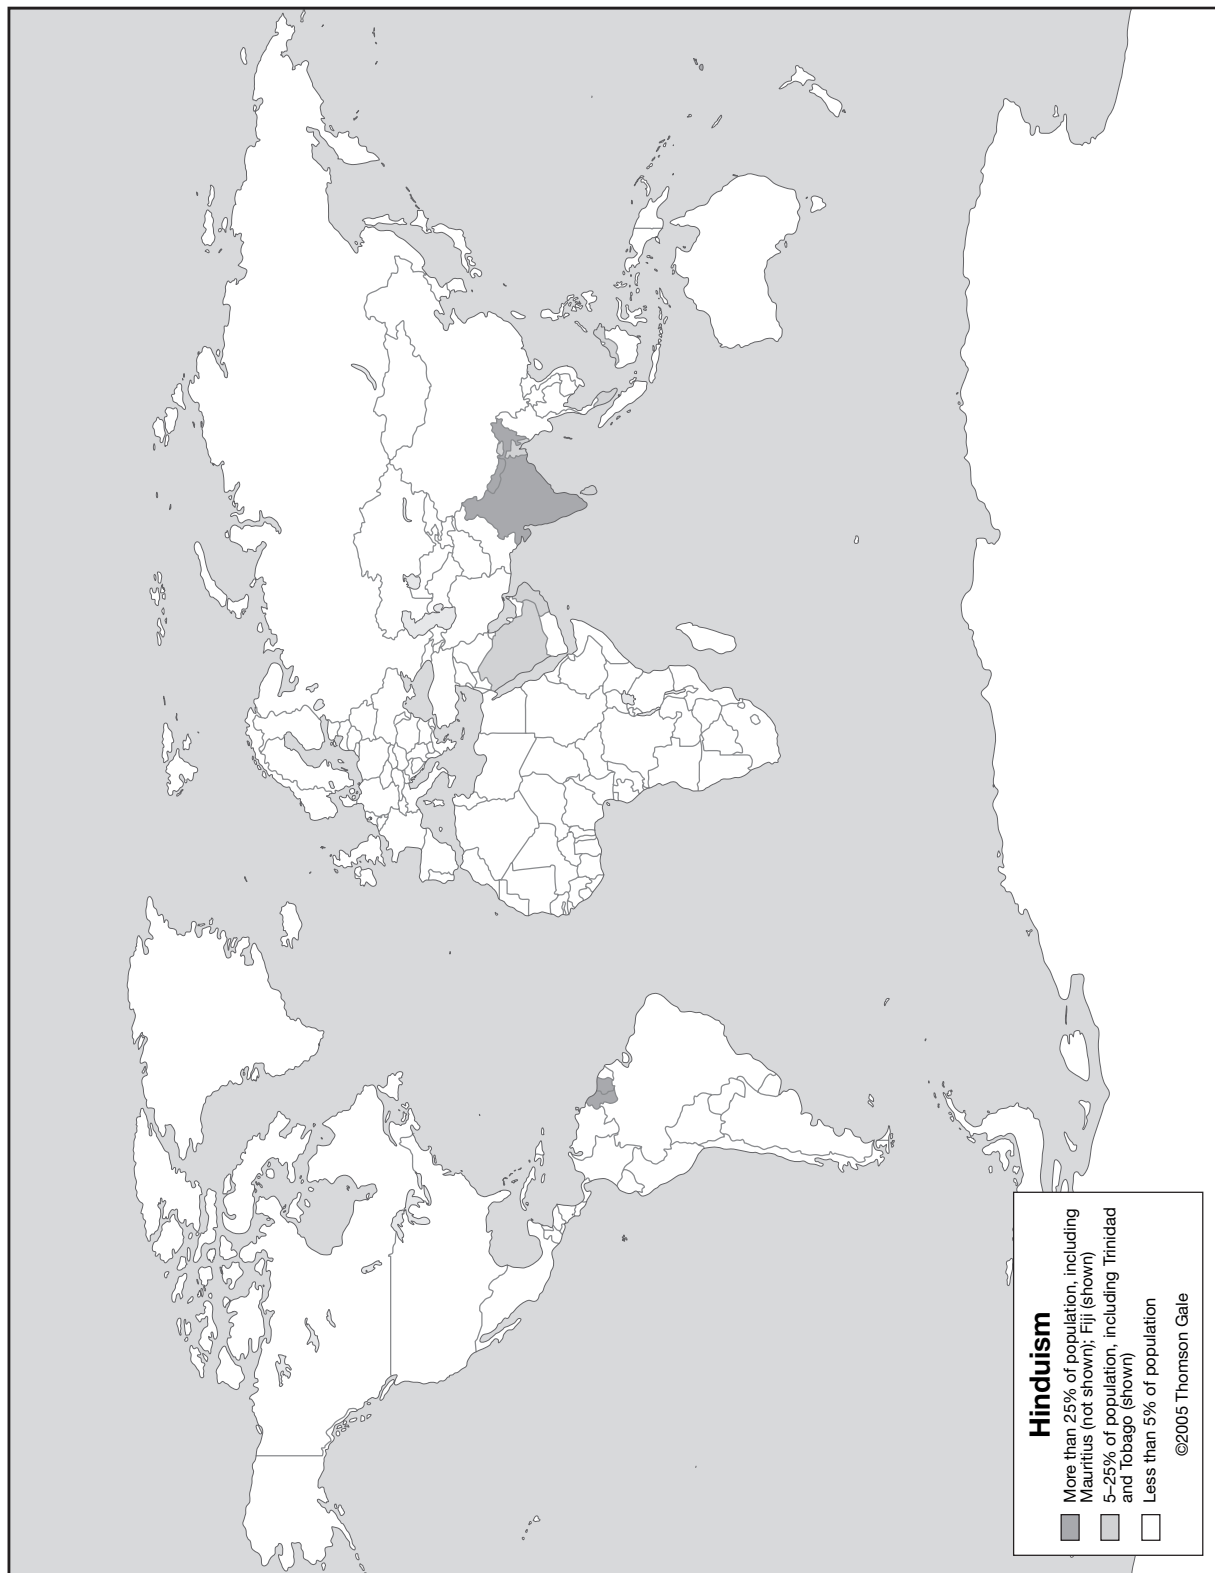 Hinduism
More than 25% of population, including
Mauritius (not shown); Fiji (shown)
5–25% of population, including Trinidad
and Tobago (shown)
Less than 5% of population
©2005 Thomson Gale